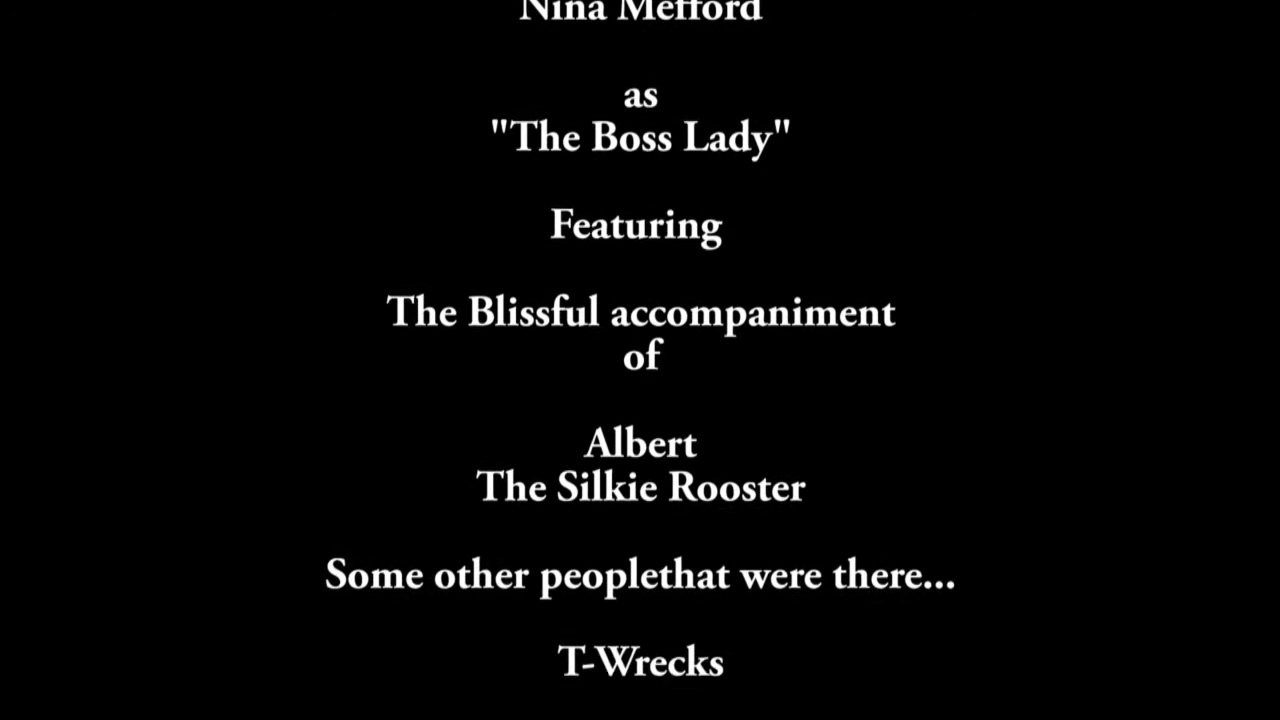 Nina Mefford
as
"The Boss Lady"
Featuring
The Blissful accompaniment
of
Albert
The Silkie Rooster
Some other peoplethat were there...
T-Wrecks